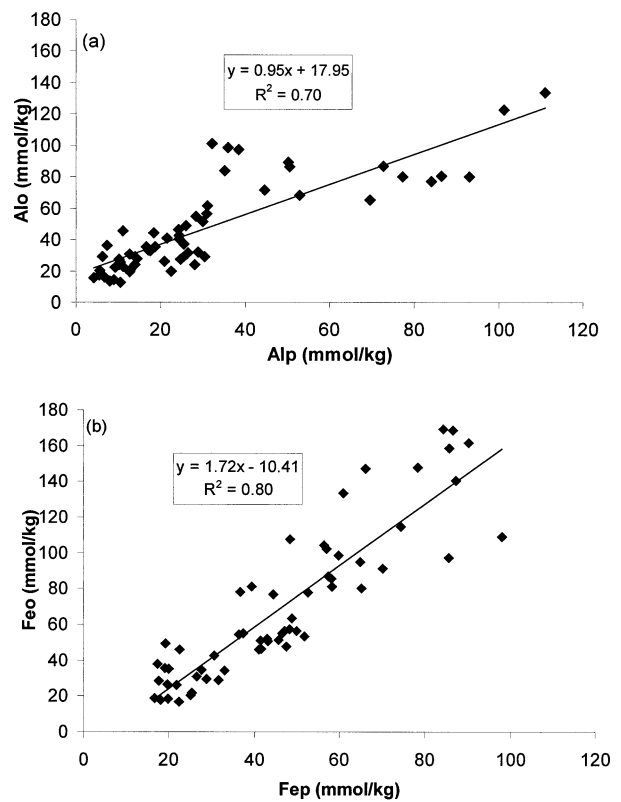 (a)
180
160
140
120
100
80
60
40
20
0
y = 0.95x + 17.95
R² = 0.70
Alo (mmol/kg)
0 20 40 60 80 100 120
Alp (mmol/kg)
(b)
180
160
140
120
100
80
60
40
20
0
y = 1.72x - 10.41
R² = 0.80
Feo (mmol/kg)
0 20 40 60 80 100 120
Fep (mmol/kg)